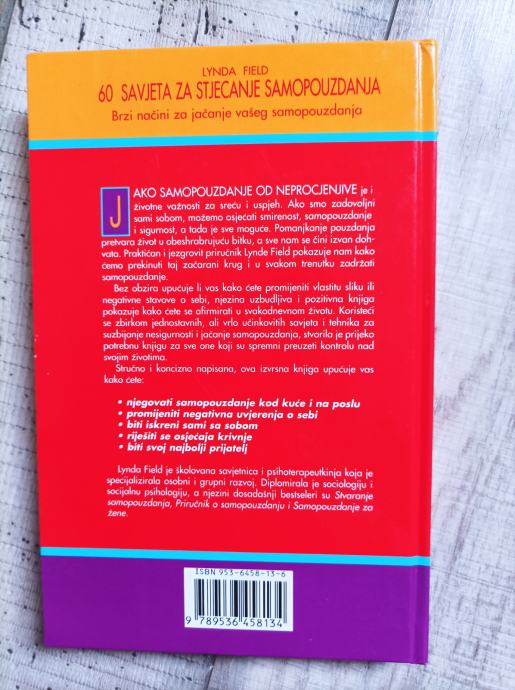 LYNDA FIELD
60 SAVJETA ZA STJECANJE SAMOPOUZDANJA
Brzi načini za jačanje vašeg samopouzdanja
JAKO SAMOPOUZDANJE OD NEPROCJENJIVE je i
životne važnosti za sreću i uspjeh. Ako smo zadovoljni
sami sobom, možemo osjećati smirenost, samopouzdanje
i sigurnost, a tada je sve moguće. Pomanjkanje pouzdanja
pretvara život u obeshrabrujuću bitku, a sve nam se čini izvan doh-
vata. Praktičan i jezgrovit priručnik Lynde Field pokazuje nam kako
ćemo prekinuti taj začarani krug i u svakom trenutku zadržati
samopouzdanje.
Bez obzira upućuje li vas kako ćete promijeniti vlastitu sliku ili
negativne stavove o sebi, njezina uzbudljiva i pozitivna knjiga
pokazuje kako ćete se afirmirati u svakodnevnom životu. Koristeći
se zbirkom jednostavnih, ali vrlo učinkovitih savjeta i tehnika za
suzbijanje nesigurnosti i jačanje samopouzdanja, stvorila je prijeko
potrebnu knjigu za sve one koji su spremni preuzeti kontrolu nad
svojim životima.
Stručno i koncizno napisana, ova izvrsna knjiga upućuje vas
kako ćete:
• njegovati samopouzdanje kod kuće i na poslu
• promijeniti negativna uvjerenja o sebi
• biti iskreni sami sa sobom
• riješiti se osjećaja krivnje
• biti svoj najbolji prijatelj
Lynda Field je školovana savjetnica i psihoterapeutkinja koja je
specijalizirala osobni i grupni razvoj. Diplomirala je sociologiju i
socijalnu psihologiju, a njezini dosadašnji bestseleri su Stvaranje
samopouzdanja, Priručnik o samopouzdanju i Samopouzdanje za
žene.
ISBN 953-6458-13-6
9 789536 458134